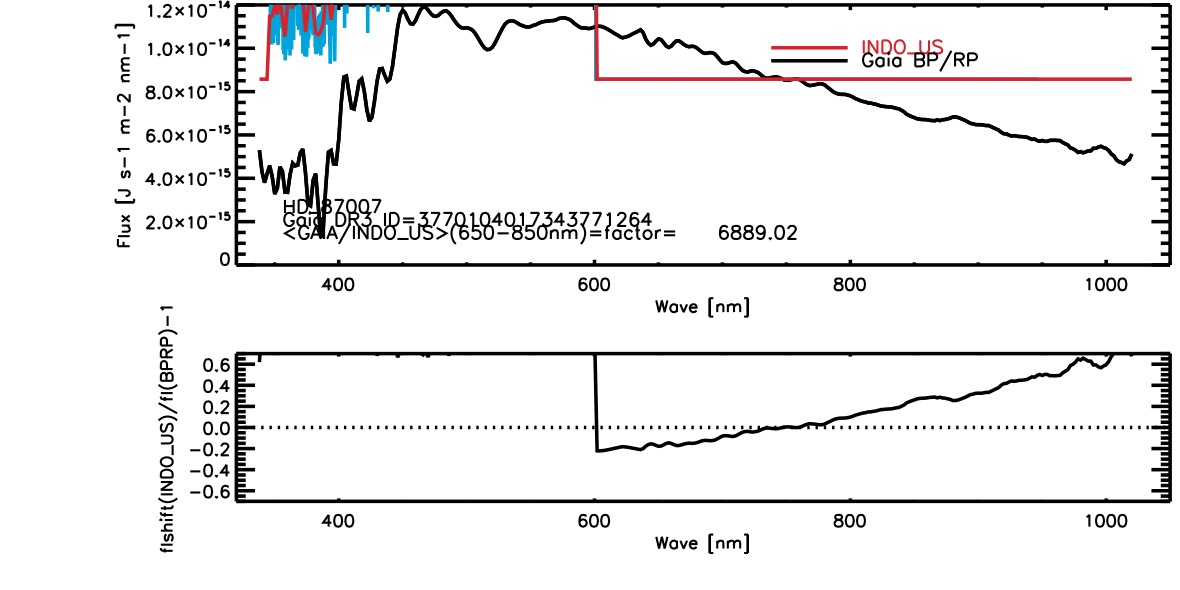 1.2×10−14
1.0×10−14
8.0×10−15
6.0×10−15
4.0×10−15
2.0×10−15
0
Flux [J s−1 m−2 nm−1]
INDO_US
Gaia BP/RP
HD_87007
Gaia DR3 ID=3770104017343771264
<GAIA/INDO_US>(650−850nm)=factor= 6889.02
400 600 800 1000
Wave [nm]
flshift(INDO_US)/fl(BPRP)−1
0.6
0.4
0.2
0.0
−0.2
−0.4
−0.6
400 600 800 1000
Wave [nm]